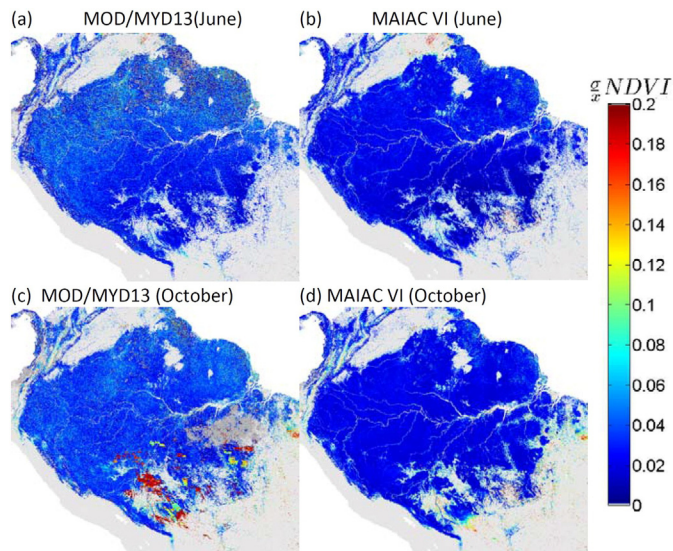 (a) MOD/MYD13(June)
(b) MAIAC VI (June)
σ/x NDVI
0.2
0.18
0.16
0.14
0.12
0.1
0.08
0.06
0.04
0.02
0
(c) MOD/MYD13 (October)
(d) MAIAC VI (October)